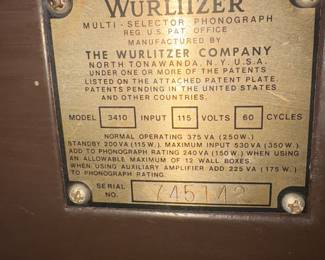 WURLITZER
MULTI-SELECTOR PHONOGRAPH
REG. U.S. PAT. OFFICE
MANUFACTURED BY
THE WURLITZER COMPANY
NORTH TONAWANDA, N.Y. U.S.A.
UNDER ONE OR MORE OF THE PATENTS
LISTED ON THE ATTACHED PATENT PLATE.
PATENTS PENDING IN THE UNITED STATES
AND OTHER COUNTRIES.
MODEL 3410 INPUT 115 VOLTS 60 CYCLES
NORMAL OPERATING 375 VA (250W.)
STANDBY 200 VA (115 W.) MAXIMUM INPUT 530 VA (350W.)
ADD TO PHONOGRAPH RATING 240 VA (150 W.) WHEN USING
AN ALLOWABLE MAXIMUM OF 12 WALL BOXES.
WHEN USING AUXILIARY AMPLIFIER ADD 225 VA (175 W.)
TO PHONOGRAPH RATING.
SERIAL
NO. 745142